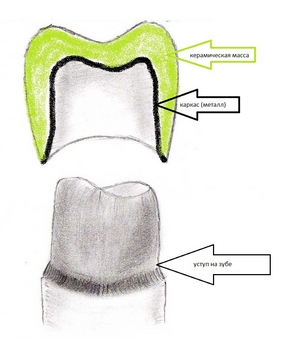 керамическая масса
каркас (металл)
уступ на зубе